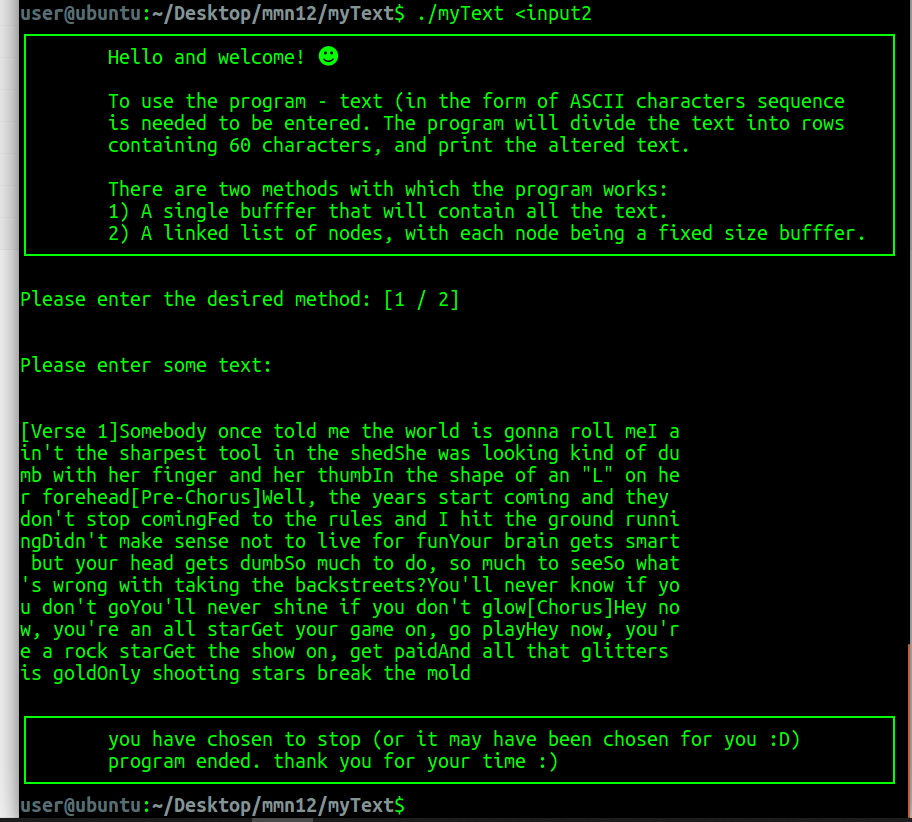 user@ubuntu:~/Desktop/mmn12/myText$ ./myText <input2
Hello and welcome! ☻
To use the program - text (in the form of ASCII characters sequence
is needed to be entered. The program will divide the text into rows
containing 60 characters, and print the altered text.
There are two methods with which the program works:
1) A single bufffer that will contain all the text.
2) A linked list of nodes, with each node being a fixed size bufffer.
Please enter the desired method: [1 / 2]
Please enter some text:
[Verse 1]Somebody once told me the world is gonna roll meI a
in't the sharpest tool in the shedShe was looking kind of du
mb with her finger and her thumbIn the shape of an "L" on he
r forehead[Pre-Chorus]Well, the years start coming and they
don't stop comingFed to the rules and I hit the ground runni
ngDidn't make sense not to live for funYour brain gets smart
 but your head gets dumbSo much to do, so much to seeSo what
's wrong with taking the backstreets?You'll never know if yo
u don't goYou'll never shine if you don't glow[Chorus]Hey no
w, you're an all starGet your game on, go playHey now, you'r
e a rock starGet the show on, get paidAnd all that glitters
is goldOnly shooting stars break the mold
you have chosen to stop (or it may have been chosen for you :D)
program ended. thank you for your time :)
user@ubuntu:~/Desktop/mmn12/myText$